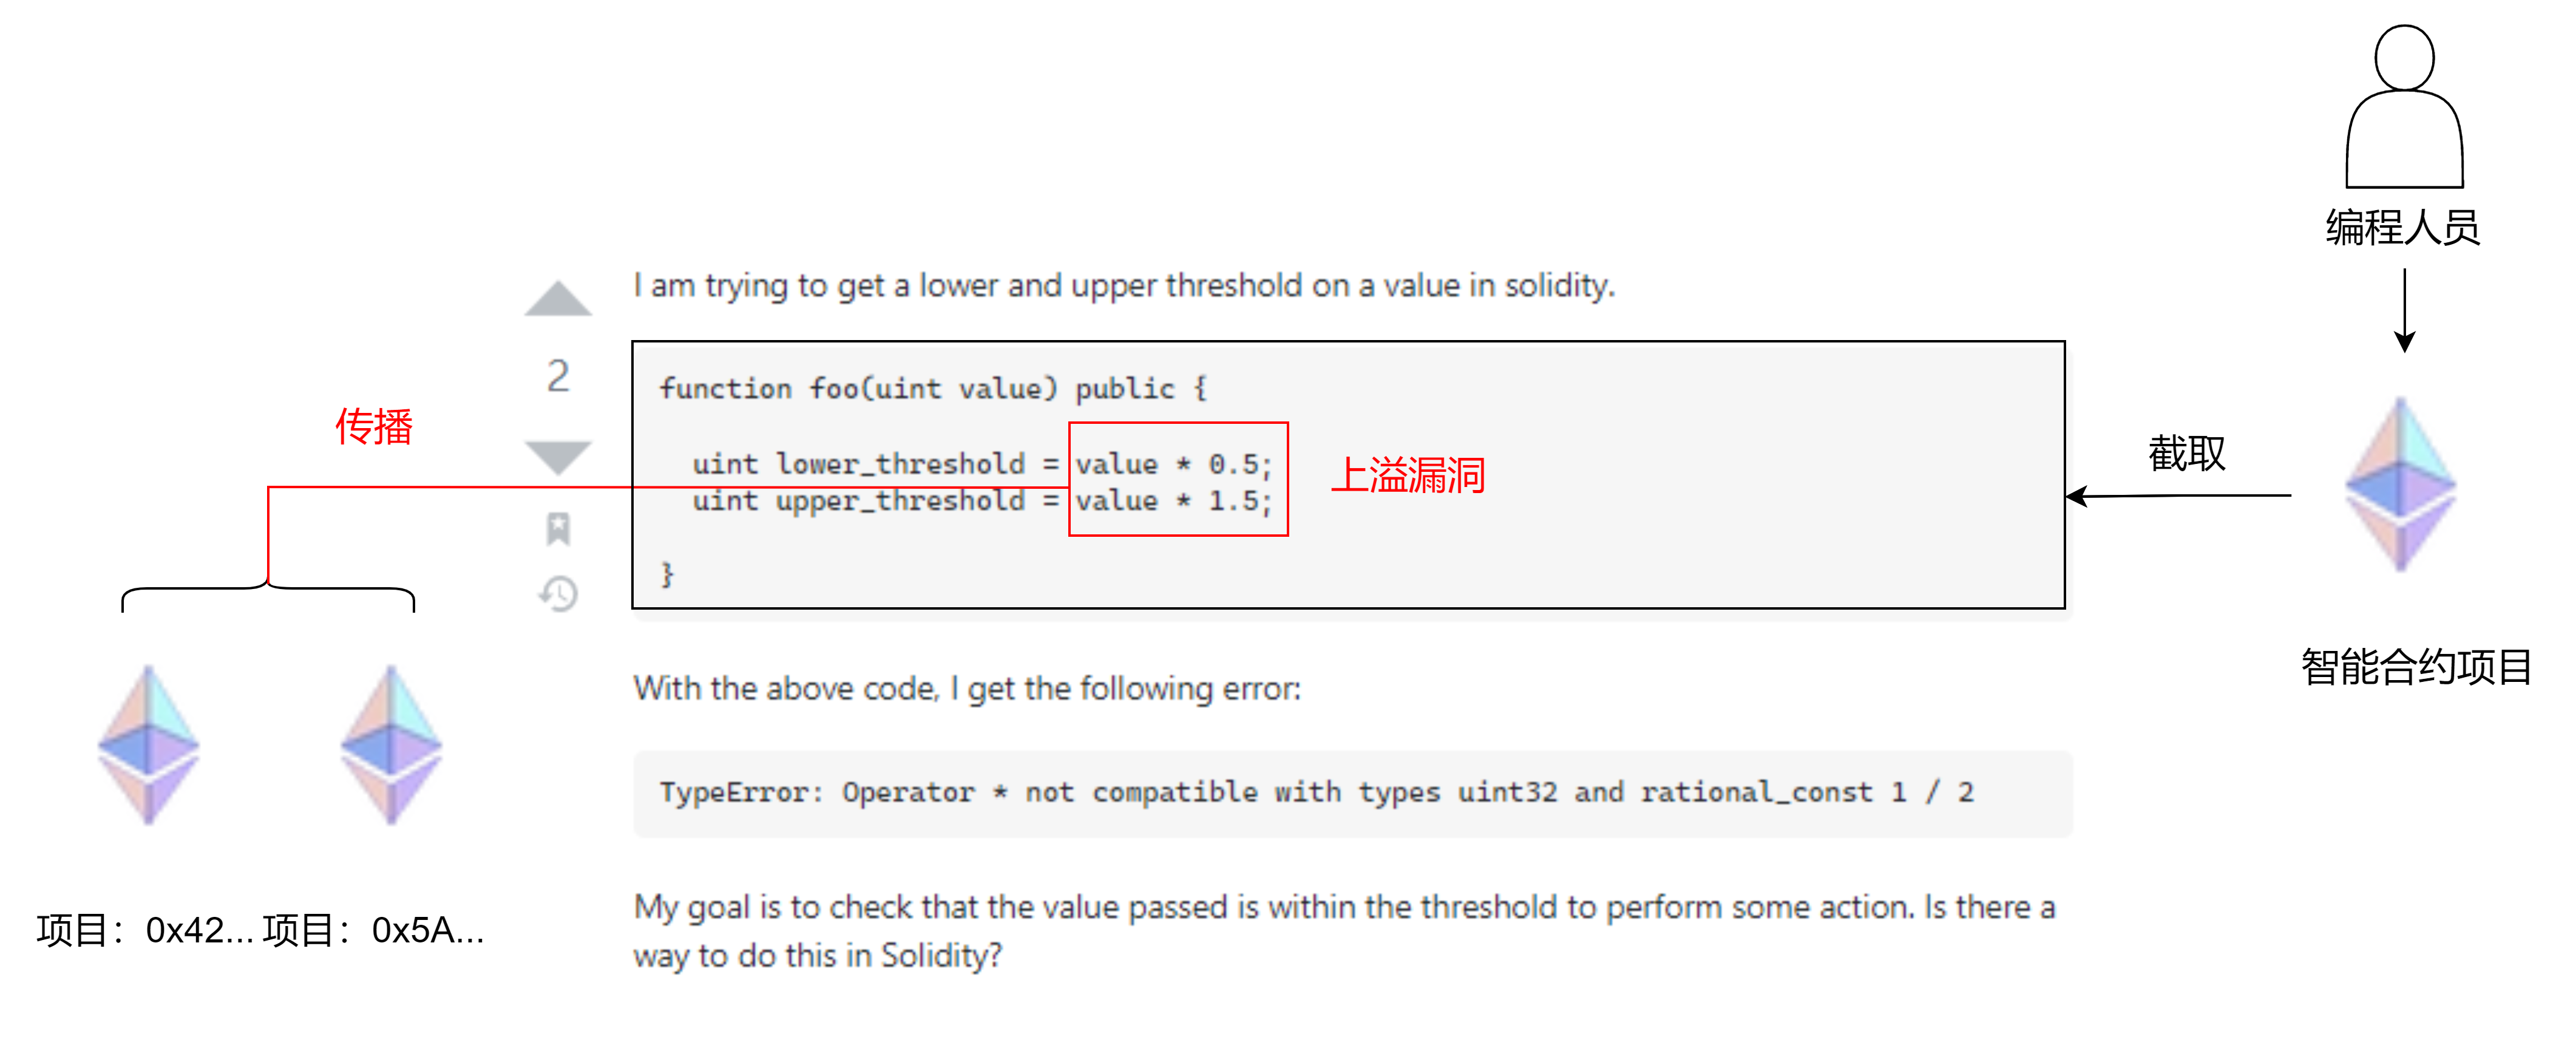 编程人员
I am trying to get a lower and upper threshold on a value in solidity.
2
function foo(uint value) public {
传播
截取
uint lower_threshold = value * 0.5;
上溢漏洞
uint upper_threshold = value * 1.5;
}
智能合约项目
With the above code, I get the following error:
TypeError: Operator * not compatible with types uint32 and rational_const 1 / 2
My goal is to check that the value passed is within the threshold to perform some action. Is there a
way to do this in Solidity?
项目：0x42... 项目：0x5A...